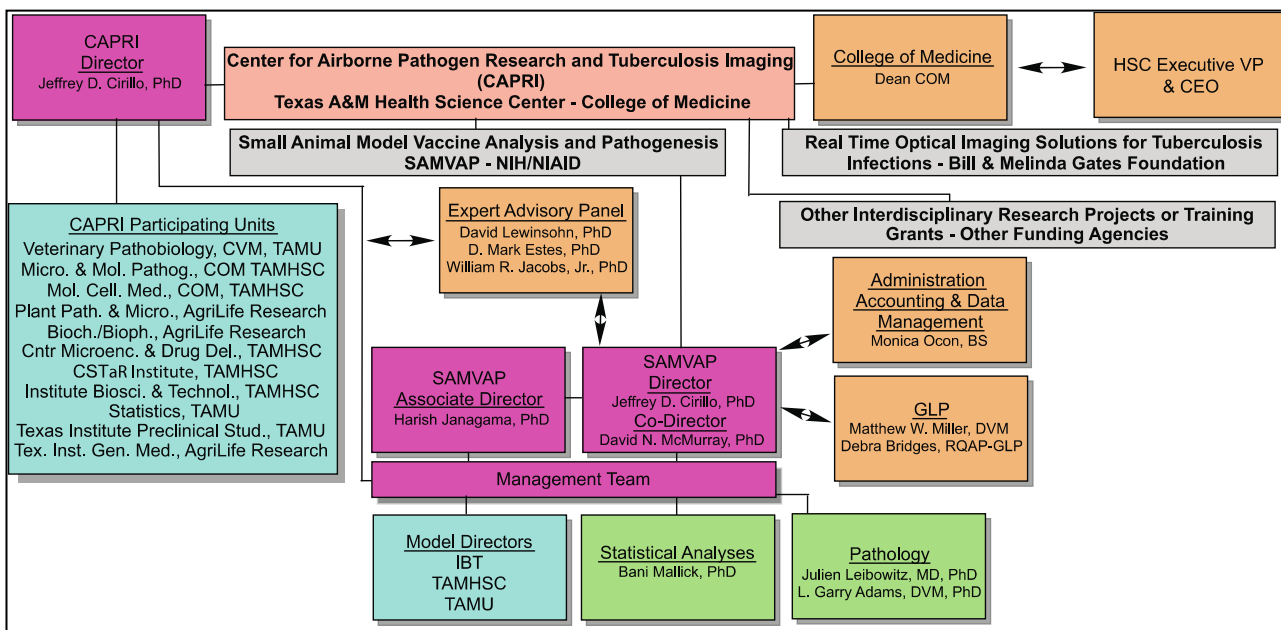 CAPRI
Director
Jeffrey D. Cirillo, PhD
Center for Airborne Pathogen Research and Tuberculosis Imaging
(CAPRI)
Texas A&M Health Science Center - College of Medicine
College of Medicine
Dean COM
HSC Executive VP
& CEO
Small Animal Model Vaccine Analysis and Pathogenesis
SAMVAP - NIH/NIAID
Real Time Optical Imaging Solutions for Tuberculosis
Infections - Bill & Melinda Gates Foundation
Other Interdisciplinary Research Projects or Training
Grants - Other Funding Agencies
CAPRI Participating Units
Veterinary Pathobiology, CVM, TAMU
Micro. & Mol. Pathog., COM TAMHSC
Mol. Cell. Med., COM, TAMHSC
Plant Path. & Micro., AgriLife Research
Bioch./Bioph., AgriLife Research
Cntr Microenc. & Drug Del., TAMHSC
CSTaR Institute, TAMHSC
Institute Biosci. & Technol., TAMHSC
Statistics, TAMU
Texas Institute Preclinical Stud., TAMU
Tex. Inst. Gen. Med., AgriLife Research
Expert Advisory Panel
David Lewinsohn, PhD
D. Mark Estes, PhD
William R. Jacobs, Jr., PhD
Administration
Accounting & Data
Management
Monica Ocon, BS
SAMVAP
Associate Director
Harish Janagama, PhD
SAMVAP
Director
Jeffrey D. Cirillo, PhD
Co-Director
David N. McMurray, PhD
GLP
Matthew W. Miller, DVM
Debra Bridges, RQAP-GLP
Management Team
Model Directors
IBT
TAMHSC
TAMU
Statistical Analyses
Bani Mallick, PhD
Pathology
Julien Leibowitz, MD, PhD
L. Garry Adams, DVM, PhD